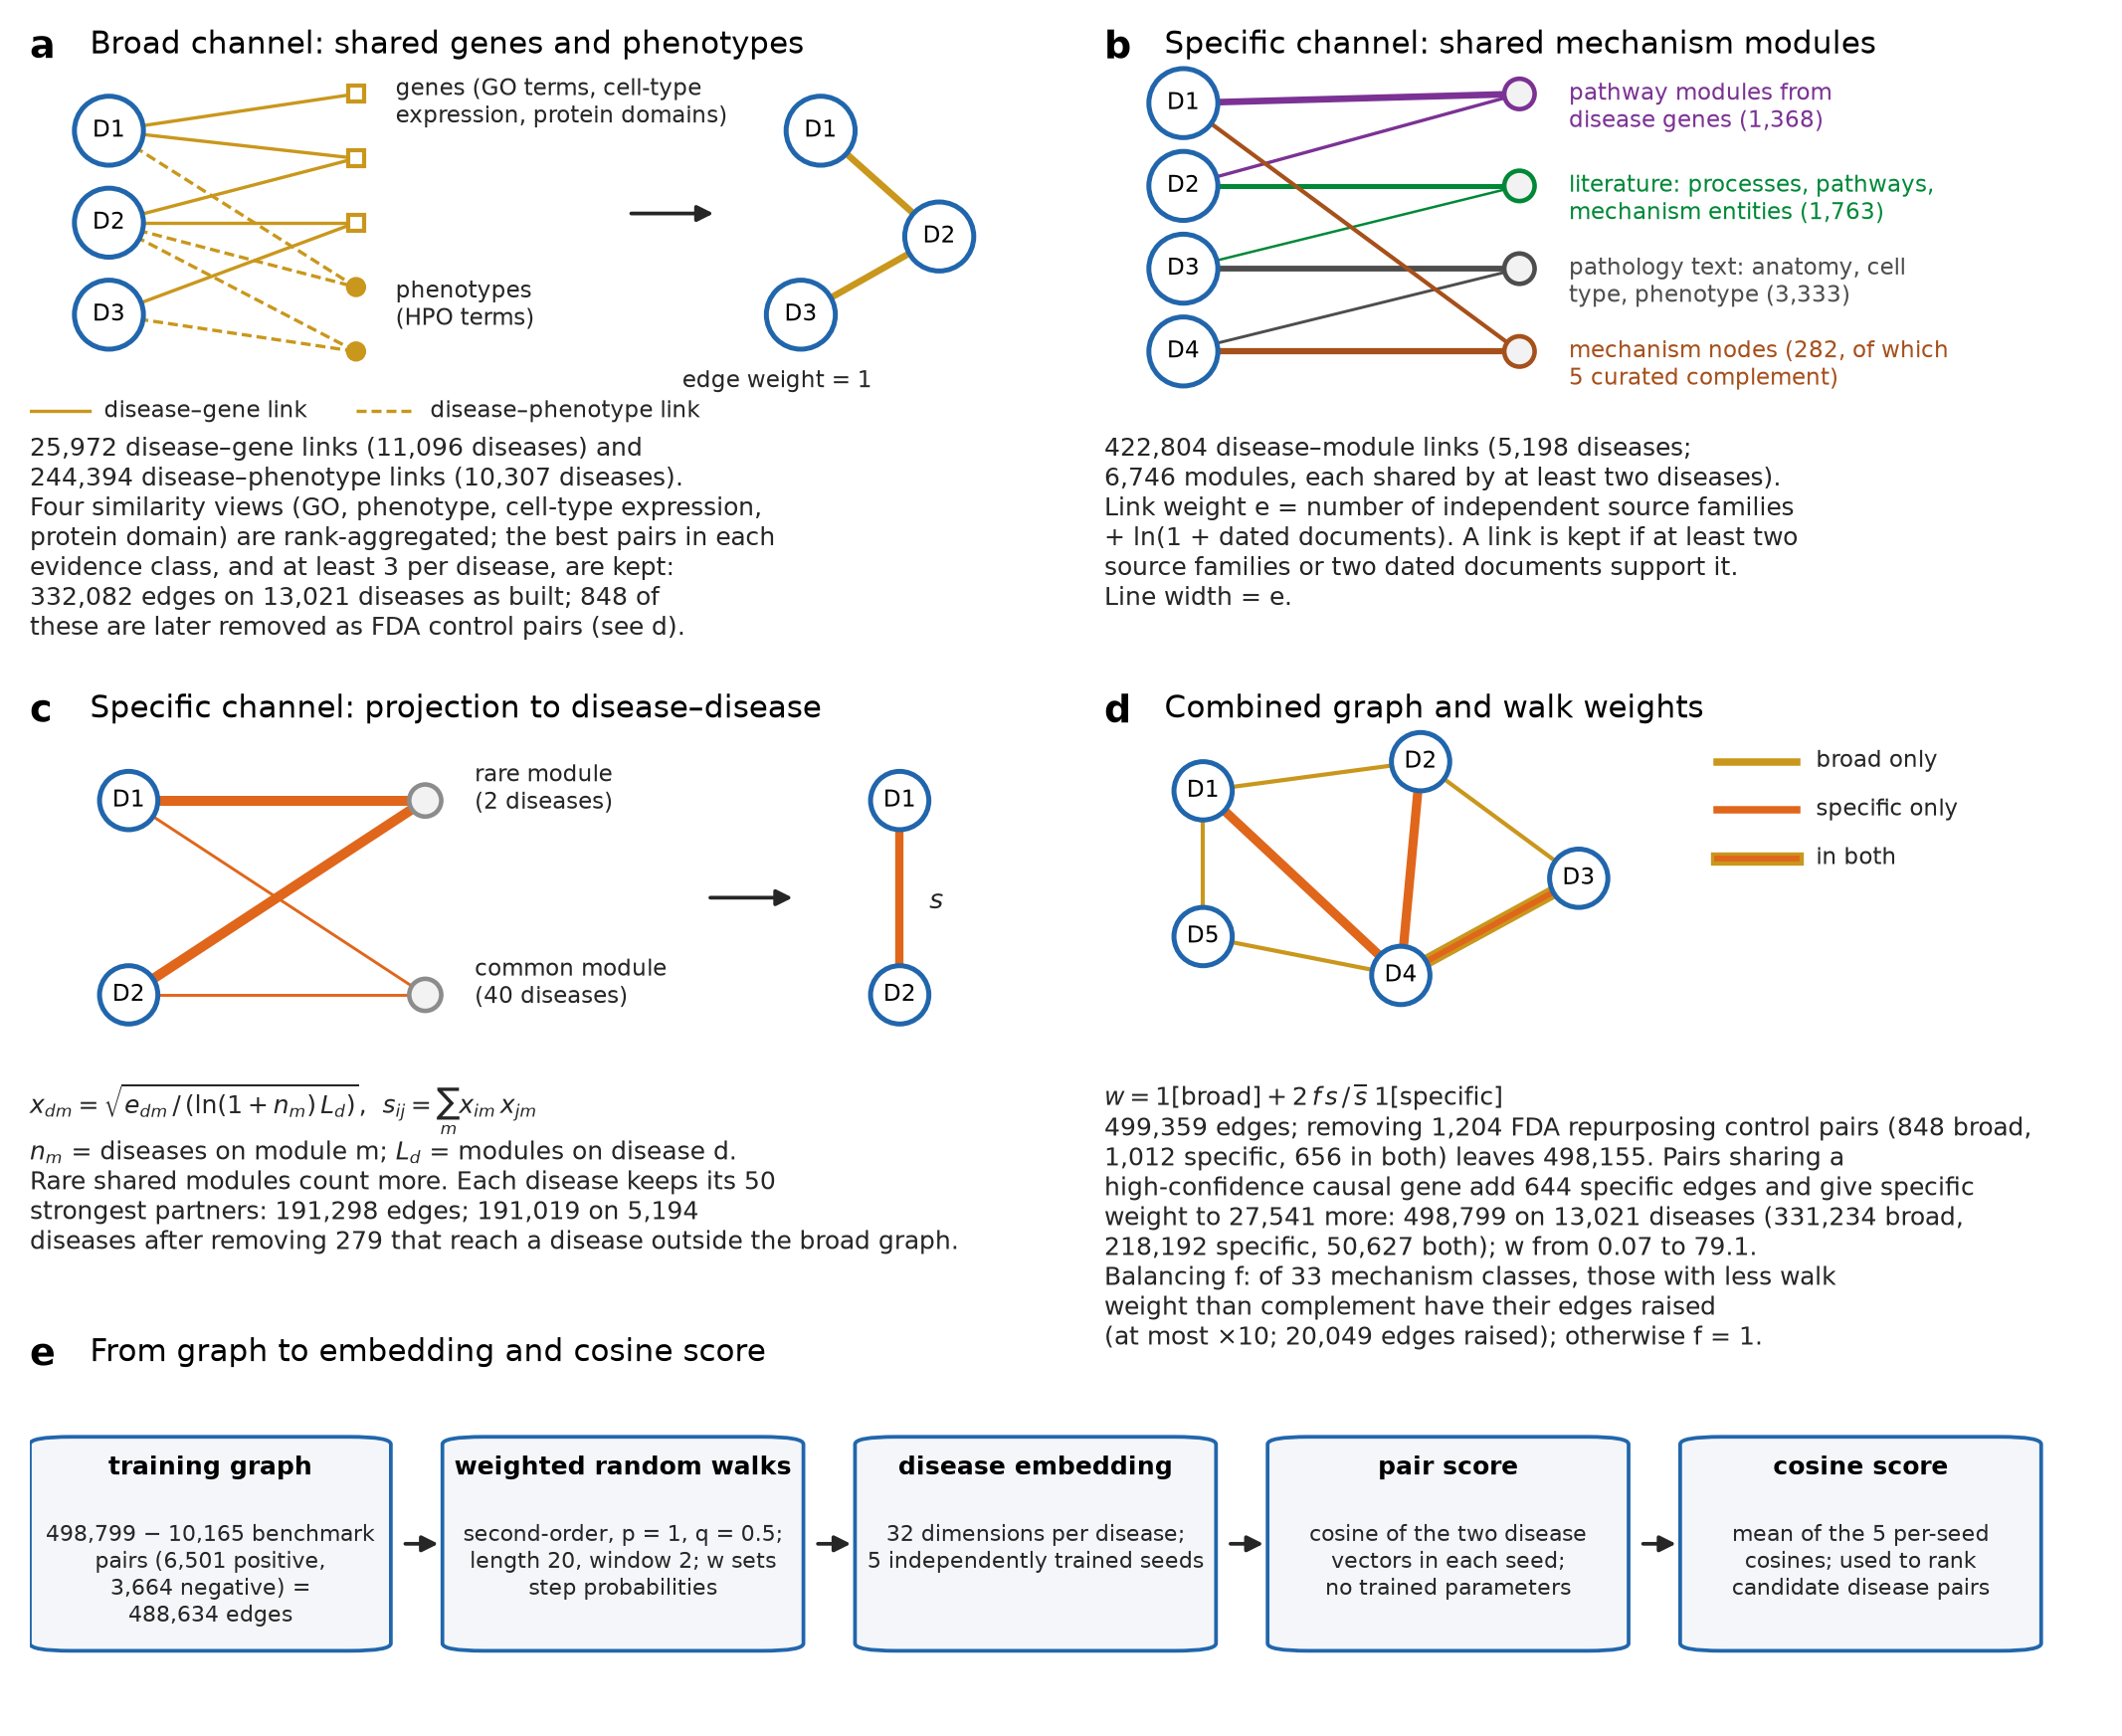 a Broad channel: shared genes and phenotypes
D1
D2
D3
genes (GO terms, cell-type
expression, protein domains)
phenotypes
(HPO terms)
D1
D2
D3
edge weight = 1
disease–gene link
disease–phenotype link
25,972 disease–gene links (11,096 diseases) and
244,394 disease–phenotype links (10,307 diseases).
Four similarity views (GO, phenotype, cell-type expression,
protein domain) are rank-aggregated; the best pairs in each
evidence class, and at least 3 per disease, are kept:
332,082 edges on 13,021 diseases as built; 848 of
these are later removed as FDA control pairs (see d).
b Specific channel: shared mechanism modules
D1
D2
D3
D4
pathway modules from
disease genes (1,368)
literature: processes, pathways,
mechanism entities (1,763)
pathology text: anatomy, cell
type, phenotype (3,333)
mechanism nodes (282, of which
5 curated complement)
422,804 disease–module links (5,198 diseases;
6,746 modules, each shared by at least two diseases).
Link weight e = number of independent source families
+ ln(1 + dated documents). A link is kept if at least two
source families or two dated documents support it.
Line width = e.
c Specific channel: projection to disease–disease
D1
D2
rare module
(2 diseases)
common module
(40 diseases)
D1
s
D2
x_dm = √(e_dm / (ln(1 + n_m) L_d)), s_ij = ∑_m x_im x_jm
n_m = diseases on module m; L_d = modules on disease d.
Rare shared modules count more. Each disease keeps its 50
strongest partners: 191,298 edges; 191,019 on 5,194
diseases after removing 279 that reach a disease outside the broad graph.
d Combined graph and walk weights
D1
D2
D3
D4
D5
broad only
specific only
in both
w = 1[broad] + 2 f s / s̅ 1[specific]
499,359 edges; removing 1,204 FDA repurposing control pairs (848 broad,
1,012 specific, 656 in both) leaves 498,155. Pairs sharing a
high-confidence causal gene add 644 specific edges and give specific
weight to 27,541 more: 498,799 on 13,021 diseases (331,234 broad,
218,192 specific, 50,627 both); w from 0.07 to 79.1.
Balancing f: of 33 mechanism classes, those with less walk
weight than complement have their edges raised
(at most ×10; 20,049 edges raised); otherwise f = 1.
e From graph to embedding and cosine score
training graph
498,799 − 10,165 benchmark
pairs (6,501 positive,
3,664 negative) =
488,634 edges
weighted random walks
second-order, p = 1, q = 0.5;
length 20, window 2; w sets
step probabilities
disease embedding
32 dimensions per disease;
5 independently trained seeds
pair score
cosine of the two disease
vectors in each seed;
no trained parameters
cosine score
mean of the 5 per-seed
cosines; used to rank
candidate disease pairs